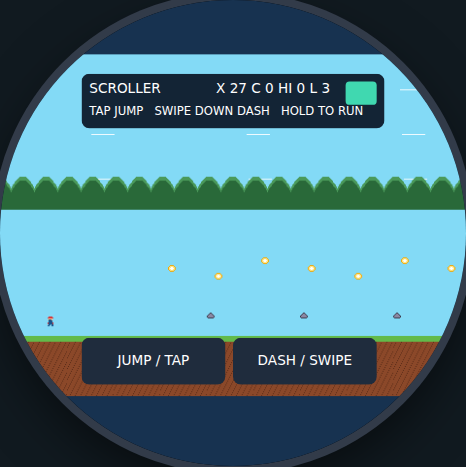 SCROLLER X 27 C 0 HI 0 L 3
TAP JUMP SWIPE DOWN DASH HOLD TO RUN
JUMP / TAP DASH / SWIPE